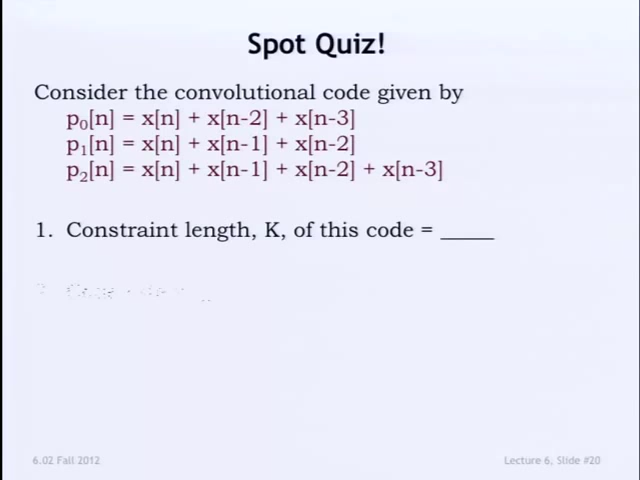 Spot Quiz!
Consider the convolutional code given by
p₀[n] = x[n] + x[n-2] + x[n-3]
p₁[n] = x[n] + x[n-1] + x[n-2]
p₂[n] = x[n] + x[n-1] + x[n-2] + x[n-3]
1. Constraint length, K, of this code = _____
6.02 Fall 2012
Lecture 6, Slide #20